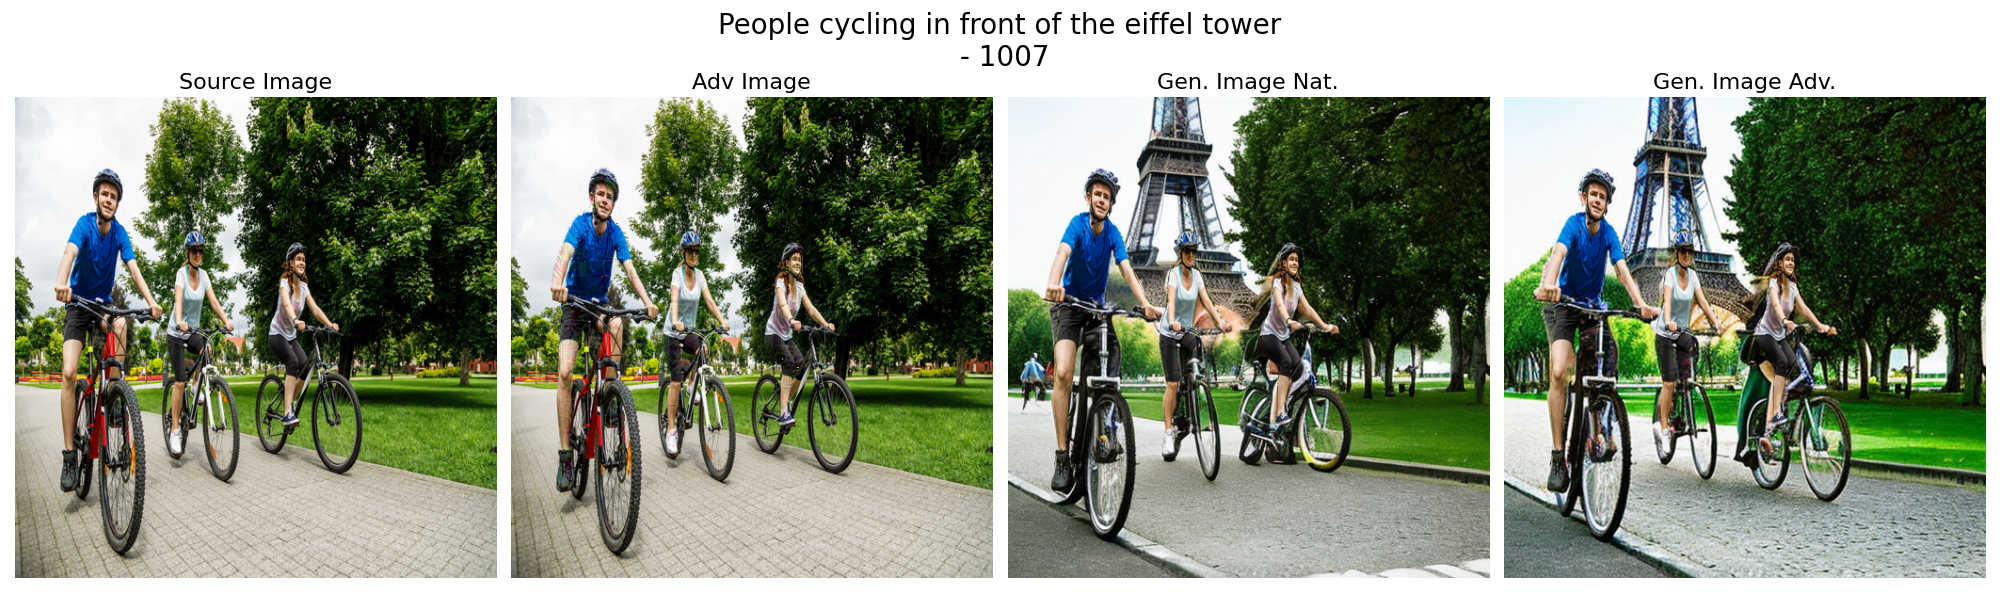 People cycling in front of the eiffel tower
- 1007
Source Image
Adv Image
Gen. Image Nat.
Gen. Image Adv.